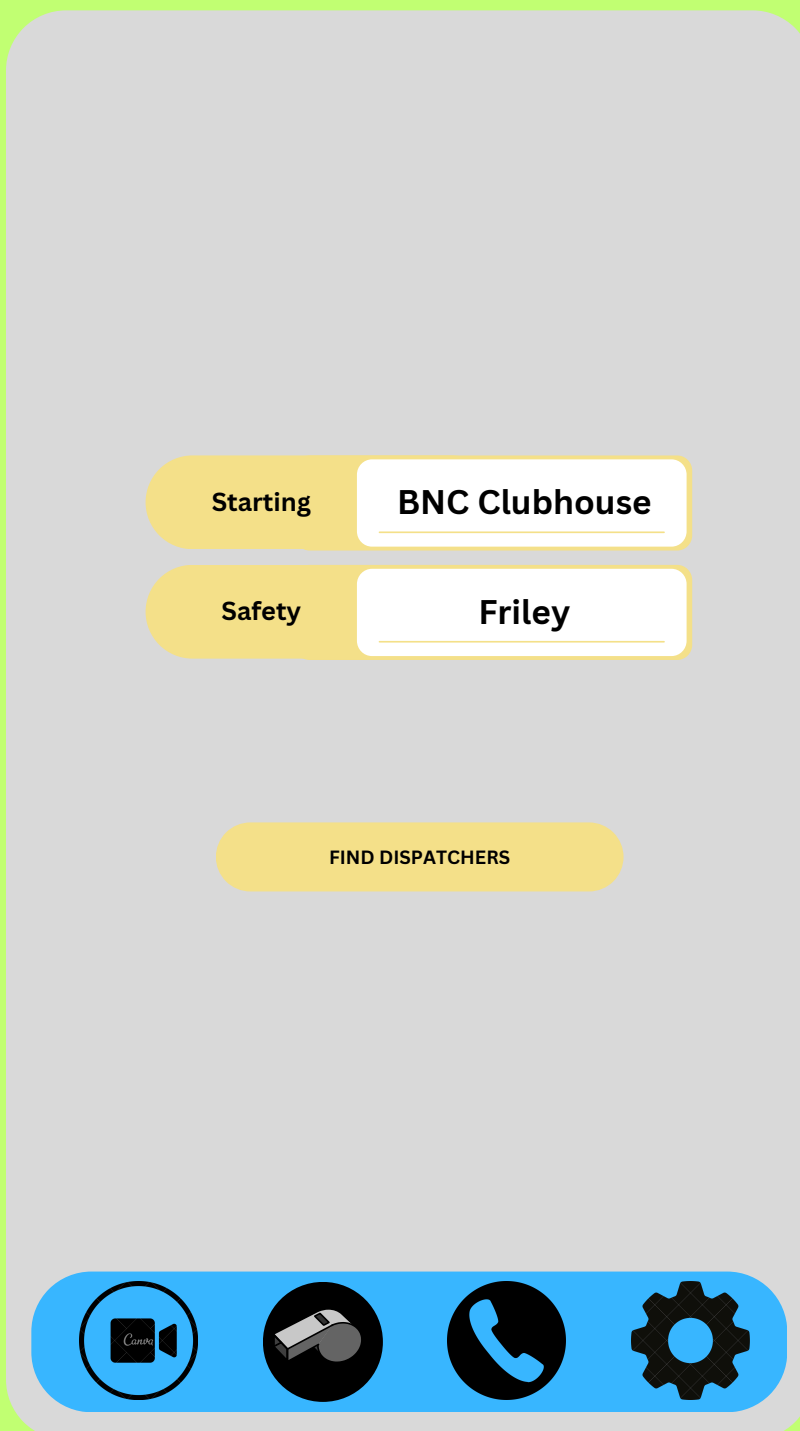 Starting
BNC Clubhouse
Safety
Friley
FIND DISPATCHERS
Canva